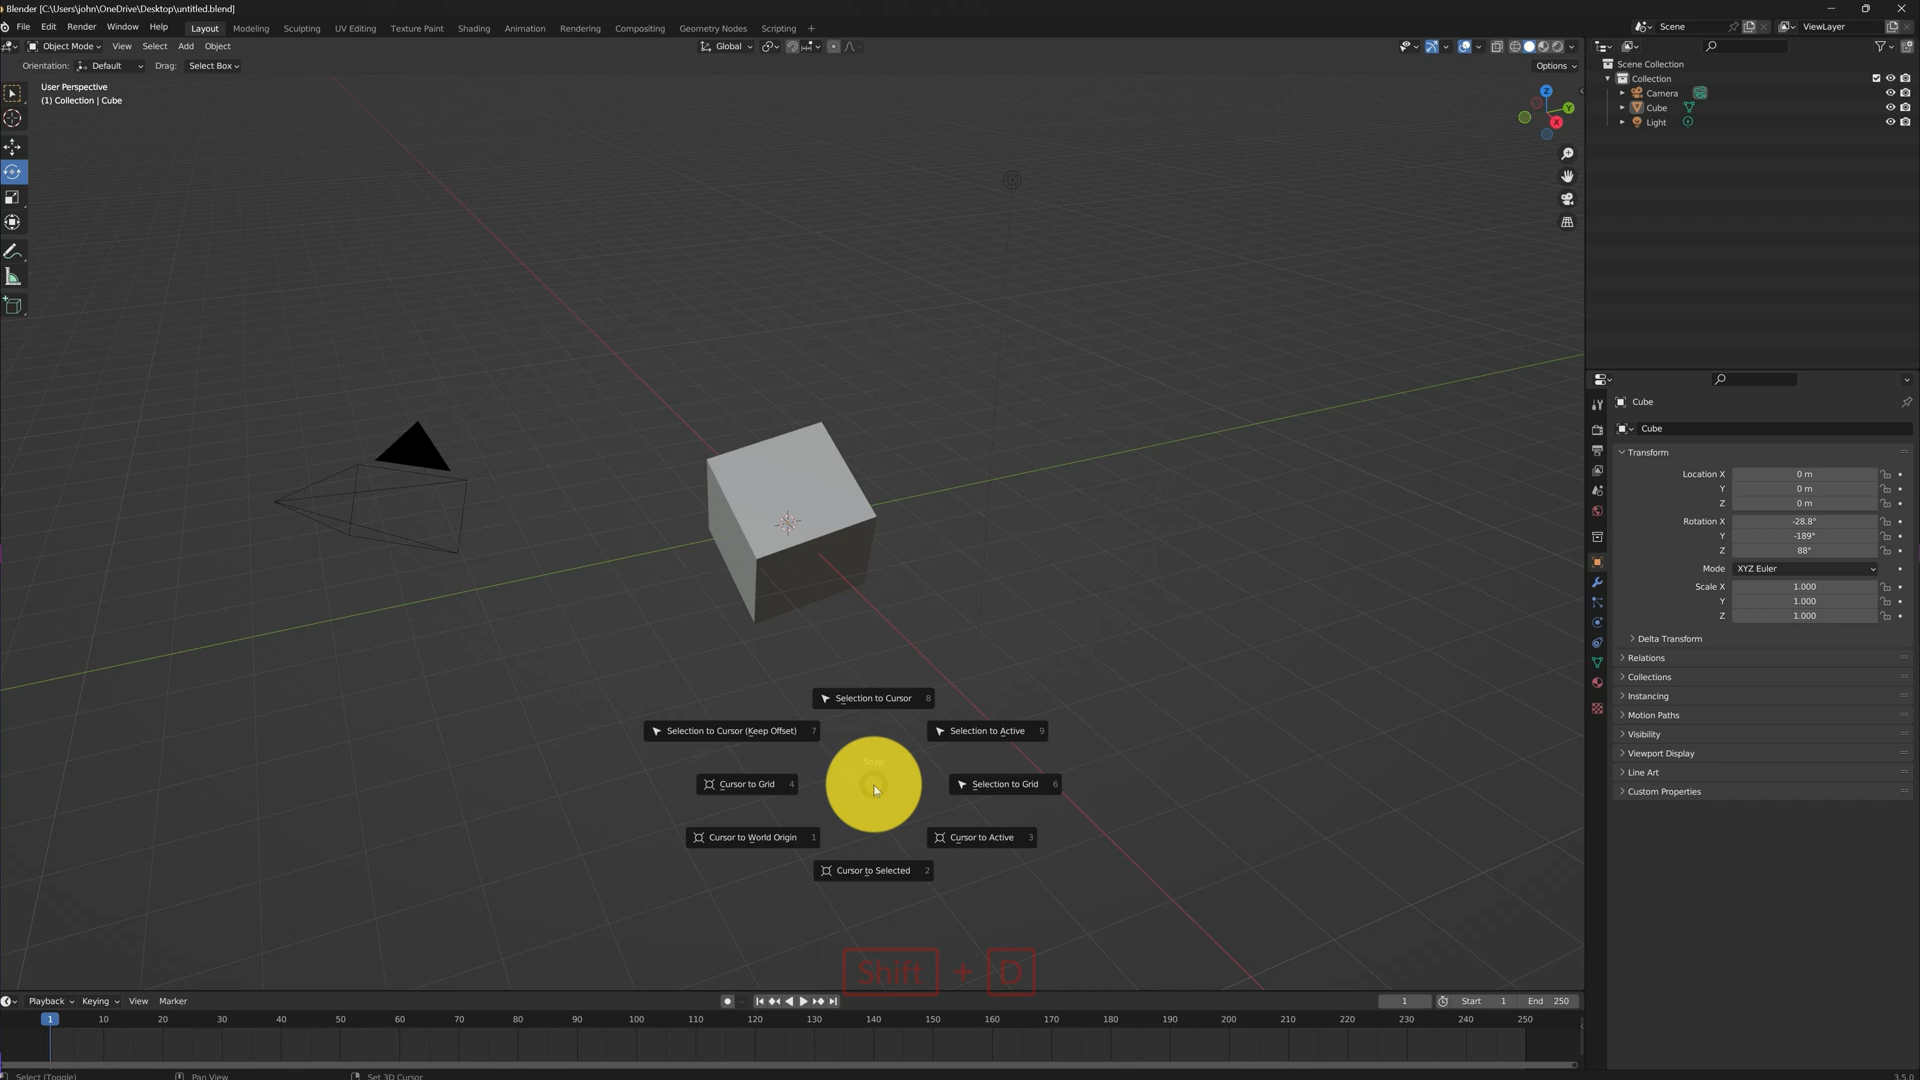 Blender [C:\Users\john\OneDrive\Desktop\untitled.blend]
File Edit Render Window Help Layout Modeling Sculpting UV Editing Texture Paint Shading Animation Rendering Compositing Geometry Nodes Scripting + Scene ViewLayer
Object Mode View Select Add Object Global
Orientation: Default Drag: Select Box Options
User Perspective
(1) Collection | Cube
Z
Y
X
Scene Collection
Collection
Camera
Cube
Light
Cube
Cube
Transform
Location X 0 m
Y 0 m
Z 0 m
Rotation X -28.8°
Y -189°
Z 88°
Mode XYZ Euler
Scale X 1.000
Y 1.000
Z 1.000
Delta Transform
Relations
Collections
Instancing
Motion Paths
Visibility
Viewport Display
Line Art
Custom Properties
Selection to Cursor 8
Selection to Cursor (Keep Offset) 7
Selection to Active 9
Snap
Cursor to Grid 4
Selection to Grid 6
Cursor to World Origin 1
Cursor to Active 3
Cursor to Selected 2
Shift + D
Playback Keying View Marker 1 Start 1 End 250
1 10 20 30 40 50 60 70 80 90 100 110 120 130 140 150 160 170 180 190 200 210 220 230 240 250
Select (Toggle) Pan View Set 3D Cursor 3.5.0